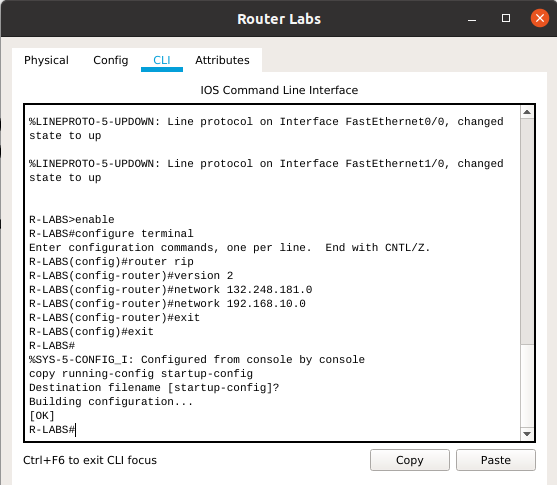 Router Labs
Physical Config CLI Attributes
IOS Command Line Interface
%LINEPROTO-5-UPDOWN: Line protocol on Interface FastEthernet0/0, changed
state to up
%LINEPROTO-5-UPDOWN: Line protocol on Interface FastEthernet1/0, changed
state to up
R-LABS>enable
R-LABS#configure terminal
Enter configuration commands, one per line.  End with CNTL/Z.
R-LABS(config)#router rip
R-LABS(config-router)#version 2
R-LABS(config-router)#network 132.248.181.0
R-LABS(config-router)#network 192.168.10.0
R-LABS(config-router)#exit
R-LABS(config)#exit
R-LABS#
%SYS-5-CONFIG_I: Configured from console by console
copy running-config startup-config
Destination filename [startup-config]?
Building configuration...
[OK]
R-LABS#
Ctrl+F6 to exit CLI focus Copy Paste